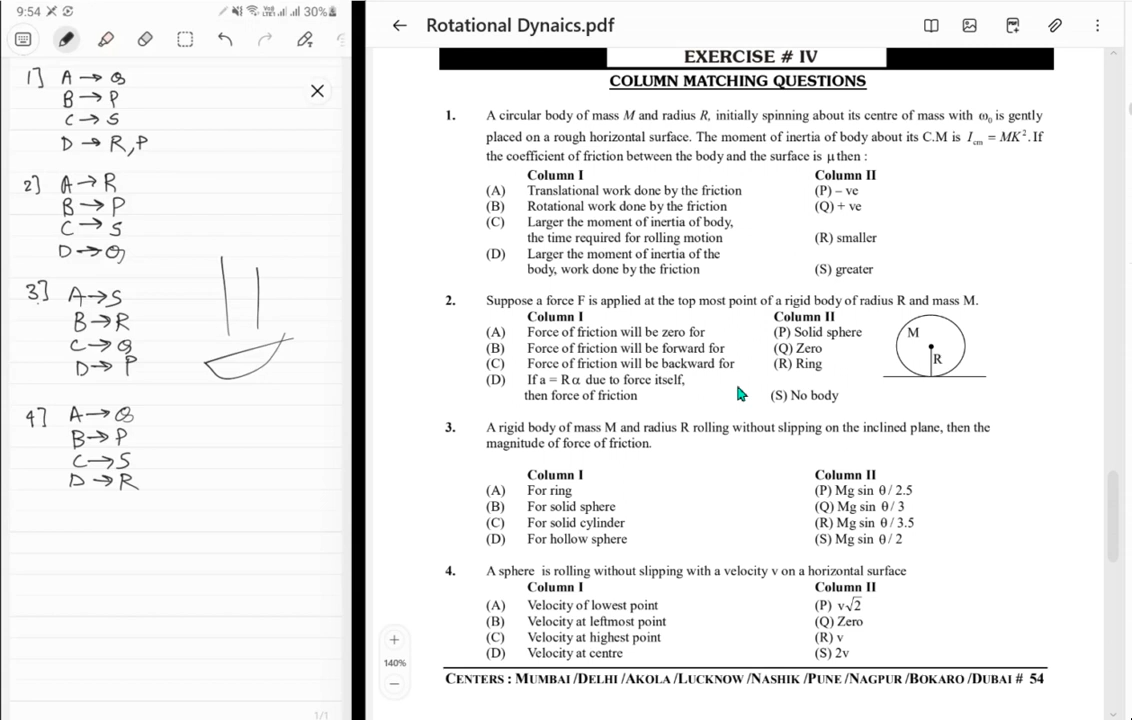 9:54
30%
Rotational Dynaics.pdf
1] A → Q
B → P
C → S
D → R, P
2] A → R
B → P
C → S
D → Q
3] A → S
B → R
C → Q
D → P
4] A → Q
B → P
C → S
D → R
1/1
EXERCISE # IV
COLUMN MATCHING QUESTIONS
1. A circular body of mass M and radius R, initially spinning about its centre of mass with ω₀ is gently
placed on a rough horizontal surface. The moment of inertia of body about its C.M is I_cm = MK². If
the coefficient of friction between the body and the surface is μ then :
Column I Column II
(A) Translational work done by the friction (P) – ve
(B) Rotational work done by the friction (Q) + ve
(C) Larger the moment of inertia of body,
the time required for rolling motion (R) smaller
(D) Larger the moment of inertia of the
body, work done by the friction (S) greater
2. Suppose a force F is applied at the top most point of a rigid body of radius R and mass M.
Column I Column II
(A) Force of friction will be zero for (P) Solid sphere
(B) Force of friction will be forward for (Q) Zero
(C) Force of friction will be backward for (R) Ring
(D) If a = Rα due to force itself,
then force of friction (S) No body
M
R
3. A rigid body of mass M and radius R rolling without slipping on the inclined plane, then the
magnitude of force of friction.
Column I Column II
(A) For ring (P) Mg sin θ / 2.5
(B) For solid sphere (Q) Mg sin θ / 3
(C) For solid cylinder (R) Mg sin θ / 3.5
(D) For hollow sphere (S) Mg sin θ / 2
4. A sphere is rolling without slipping with a velocity v on a horizontal surface
Column I Column II
(A) Velocity of lowest point (P) v√2
(B) Velocity at leftmost point (Q) Zero
(C) Velocity at highest point (R) v
(D) Velocity at centre (S) 2v
140%
CENTERS : MUMBAI /DELHI /AKOLA /LUCKNOW /NASHIK /PUNE /NAGPUR /BOKARO /DUBAI # 54